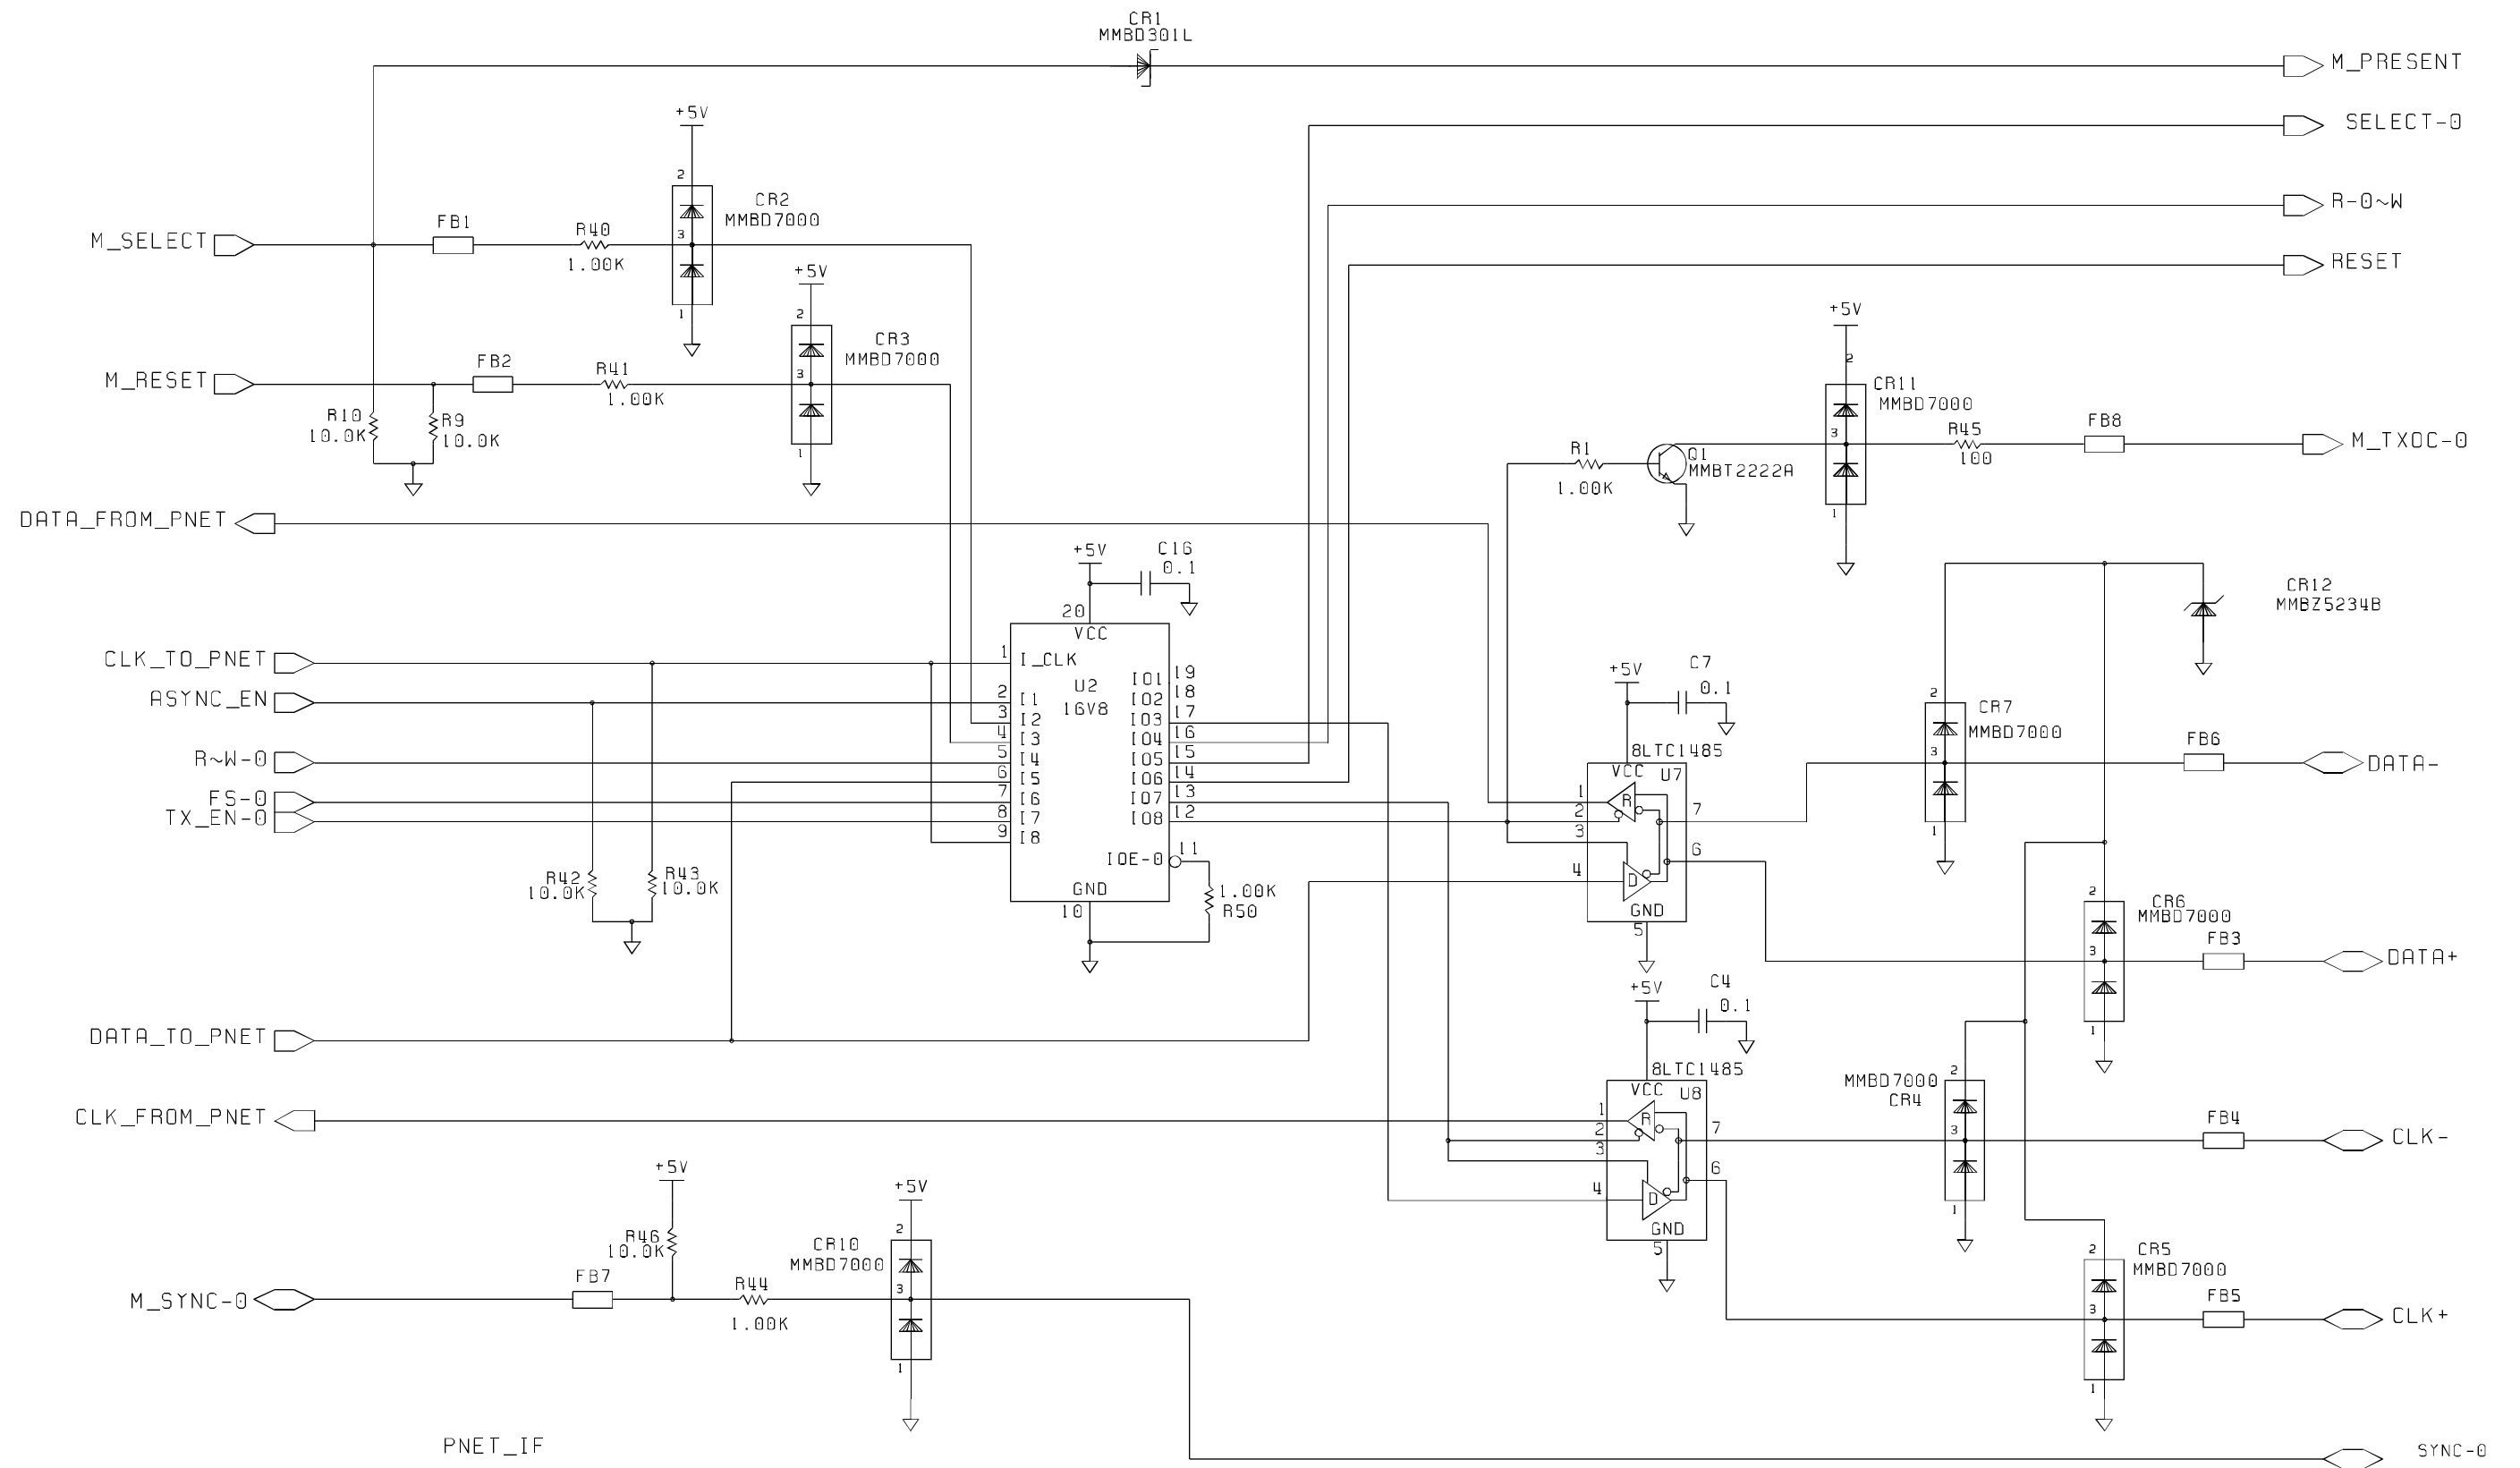 CR1
MMBD301L
M_PRESENT
+5V
SELECT-0
2
CR2
MMBD7000
R-0~W
FB1
R40
3
M_SELECT
1.00K
+5V
RESET
1
2
+5V
CR3
MMBD7000
FB2
R41
3
M_RESET
1.00K
2
CR11
MMBD7000
R10
10.0K
R9
10.0K
FB8
R45
3
M_TXOC-0
100
1
R1
1.00K
Q1
MMBT2222A
1
DATA_FROM_PNET
+5V
C16
0.1
CR12
MMBZ5234B
20
VCC
CLK_TO_PNET
1
I_CLK
ASYNC_EN
2
I1
3
I2
4
I3
R~W-0
5
I4
6
I5
FS-0
7
I6
TX_EN-0
8
I7
9
I8
U2
16V8
IO1
19
IO2
18
IO3
17
IO4
16
IO5
15
IO6
14
IO7
13
IO8
12
IOE-0
11
GND
10
1.00K
R50
R42
10.0K
R43
10.0K
+5V
C7
0.1
8LTC1485
VCC
U7
1
R
2
3
4
D
7
6
GND
5
2
CR7
MMBD7000
3
1
FB6
DATA-
2
CR6
MMBD7000
3
1
FB3
DATA+
+5V
C4
0.1
DATA_TO_PNET
8LTC1485
VCC
U8
1
R
2
3
4
D
7
6
GND
5
MMBD7000
CR4
2
3
1
FB4
CLK-
CLK_FROM_PNET
+5V
R46
10.0K
+5V
2
CR10
MMBD7000
3
1
FB7
R44
1.00K
M_SYNC-0
2
CR5
MMBD7000
3
1
FB5
CLK+
PNET_IF
SYNC-0